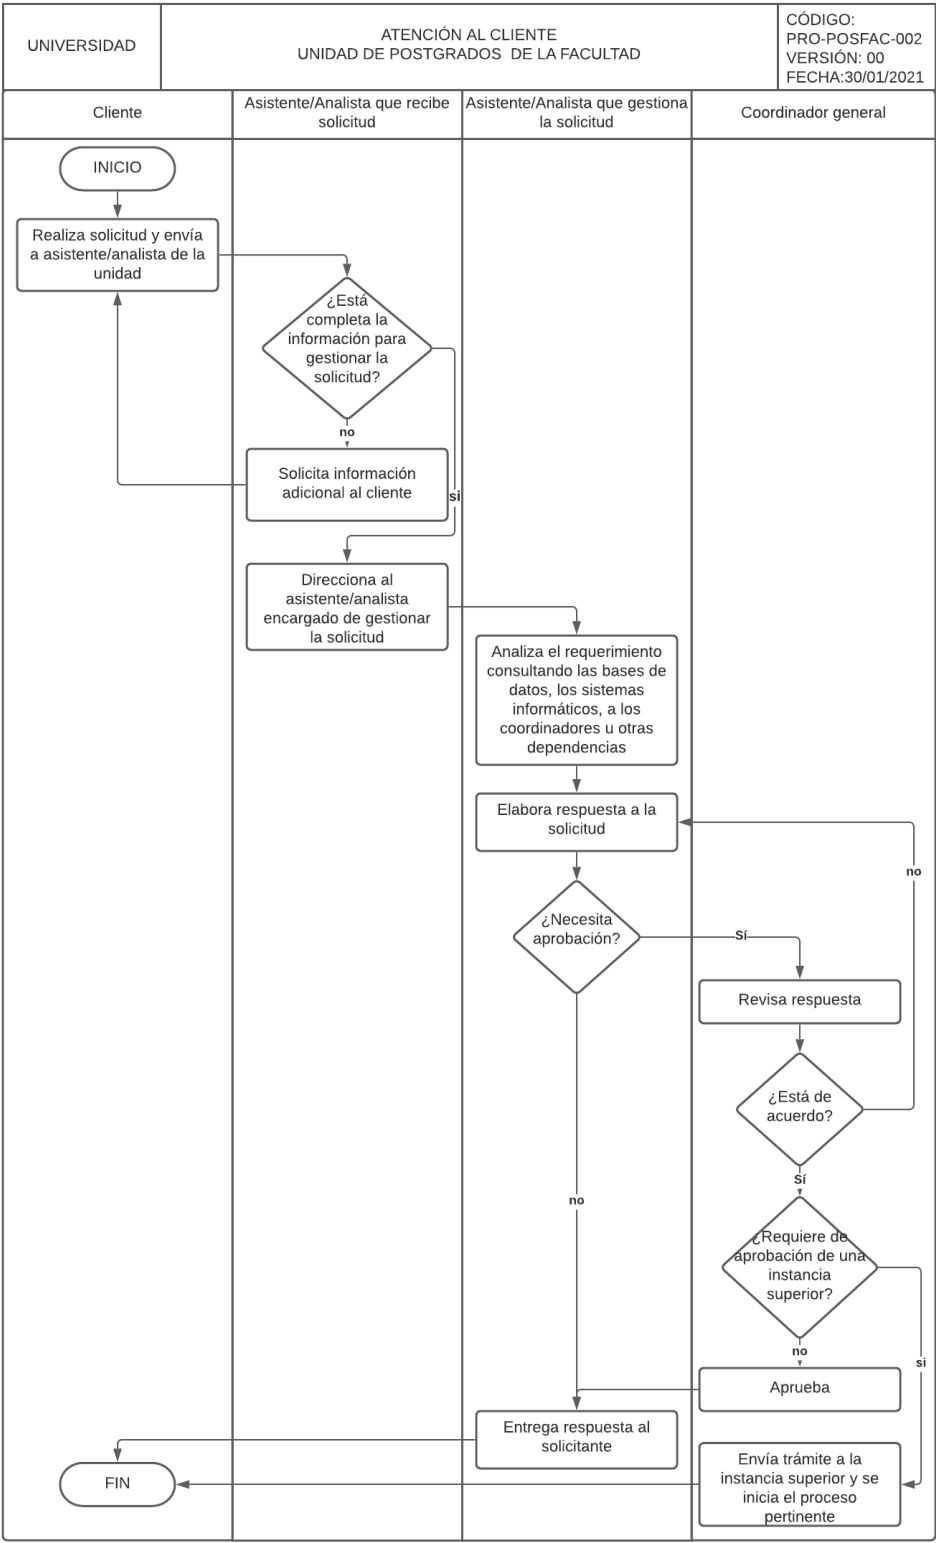 UNIVERSIDAD
ATENCIÓN AL CLIENTE
UNIDAD DE POSTGRADOS DE LA FACULTAD
CÓDIGO:
PRO-POSFAC-002
VERSIÓN: 00
FECHA:30/01/2021
Cliente
Asistente/Analista que recibe
solicitud
Asistente/Analista que gestiona
la solicitud
Coordinador general
INICIO
Realiza solicitud y envía
a asistente/analista de la
unidad
¿Está
completa la
información para
gestionar la
solicitud?
no
Solicita información
adicional al cliente
si
Direcciona al
asistente/analista
encargado de gestionar
la solicitud
Analiza el requerimiento
consultando las bases de
datos, los sistemas
informáticos, a los
coordinadores u otras
dependencias
Elabora respuesta a la
solicitud
no
¿Necesita
aprobación?
Sí
Revisa respuesta
¿Está de
acuerdo?
Sí
no
¿Requiere de
aprobación de una
instancia
superior?
no
si
Aprueba
Entrega respuesta al
solicitante
Envía trámite a la
instancia superior y se
inicia el proceso
pertinente
FIN